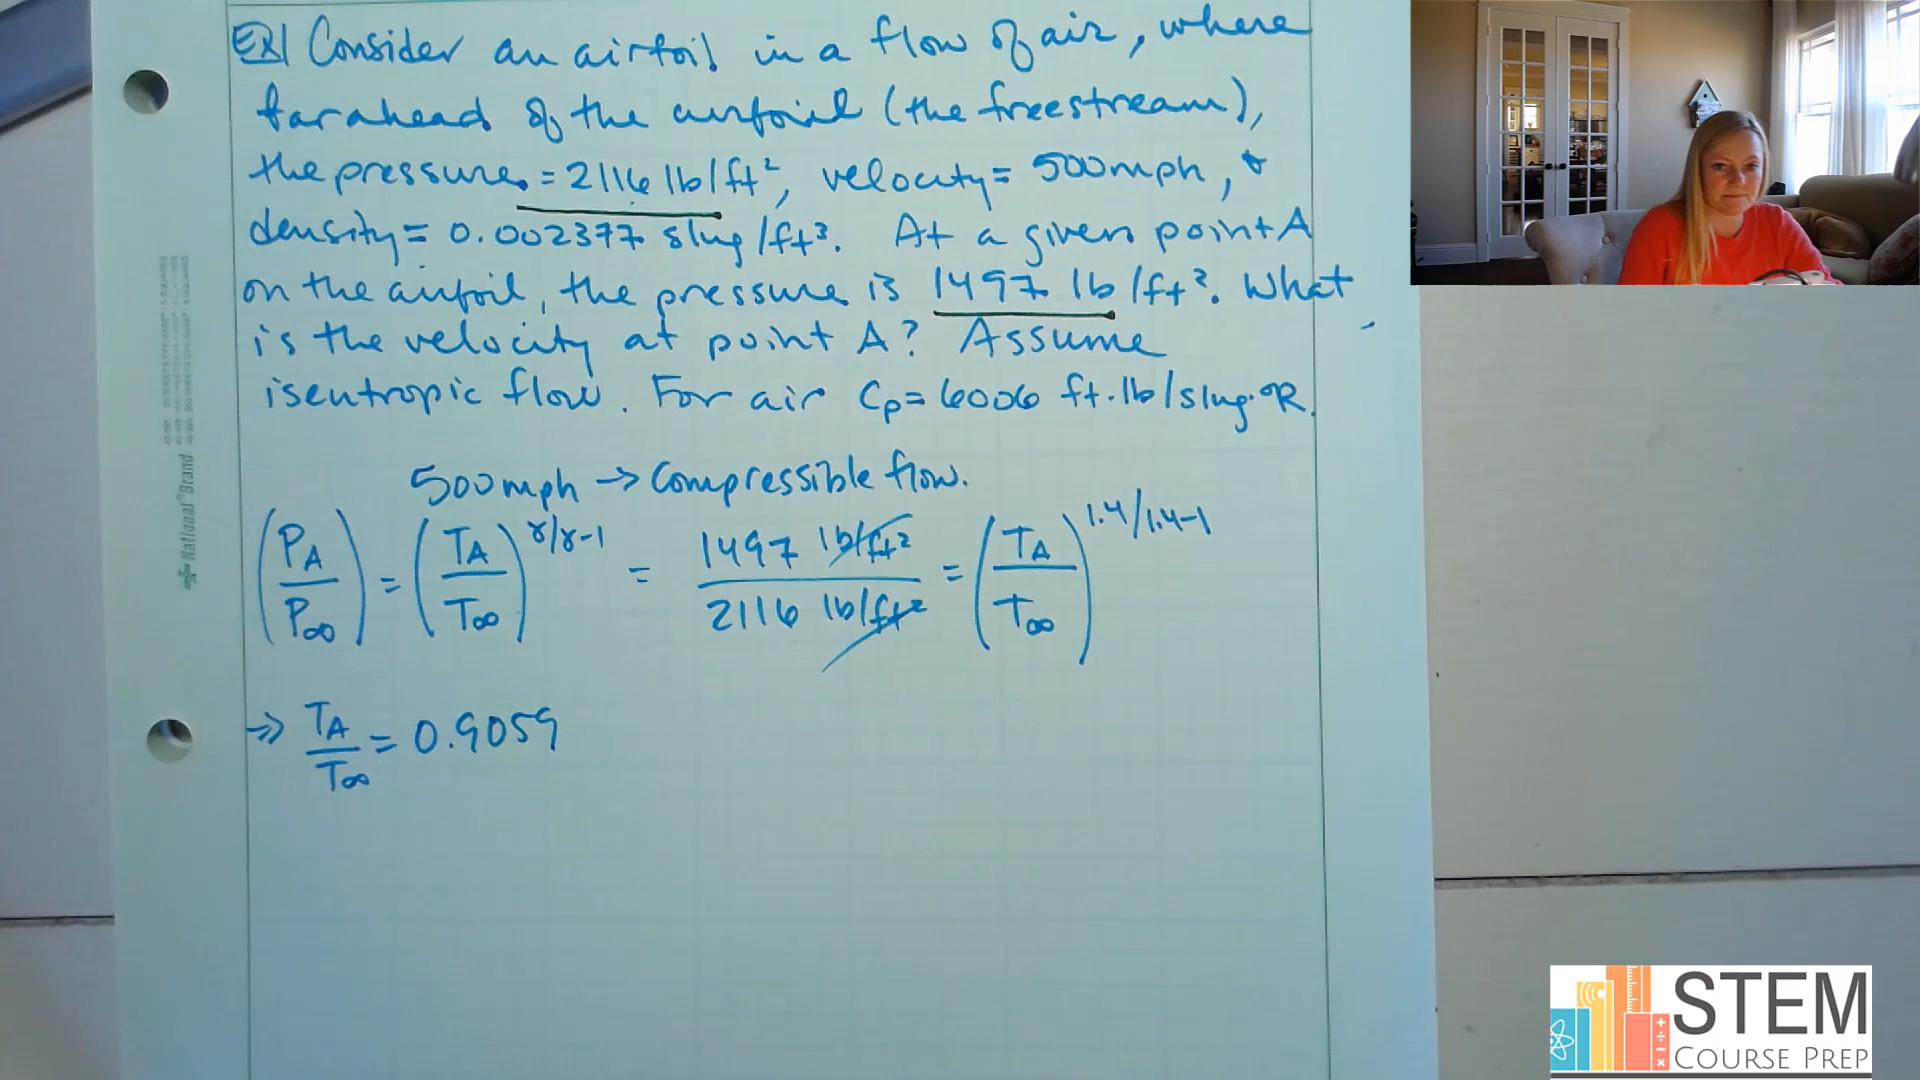 EX1 Consider an airfoil in a flow of air, where
far ahead of the airfoil (the freestream),
the pressure = 2116 lb/ft², velocity = 500mph, &
density = 0.002377 slug/ft³. At a given point A
on the airfoil, the pressure is 1497 lb/ft². What
is the velocity at point A? Assume
isentropic flow. For air Cp = 6006 ft·lb/slug·°R.
500mph → Compressible flow.
(PA/P∞) = (TA/T∞)^γ/γ-1 = 1497 lb/ft² / 2116 lb/ft² = (TA/T∞)^1.4/1.4-1
⇒ TA/T∞ = 0.9059
National® Brand
STEM
COURSE PREP